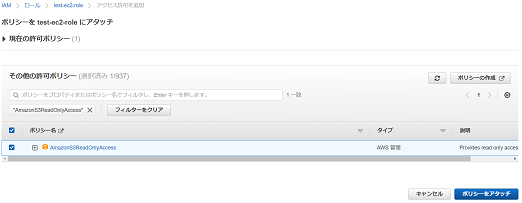 IAM > ロール > test-ec2-role > アクセス許可を追加
ポリシーを test-ec2-role にアタッチ
現在の許可ポリシー (1)
その他の許可ポリシー (選択済み 1/937)
ポリシーの作成
ポリシーをプロパティまたはポリシー名でフィルタし、Enter キーを押します。
1 一致
1
"AmazonS3ReadOnlyAccess"
フィルターをクリア
ポリシー名 タイプ 説明
AmazonS3ReadOnlyAccess AWS 管理 Provides read only acces
キャンセル ポリシーをアタッチ